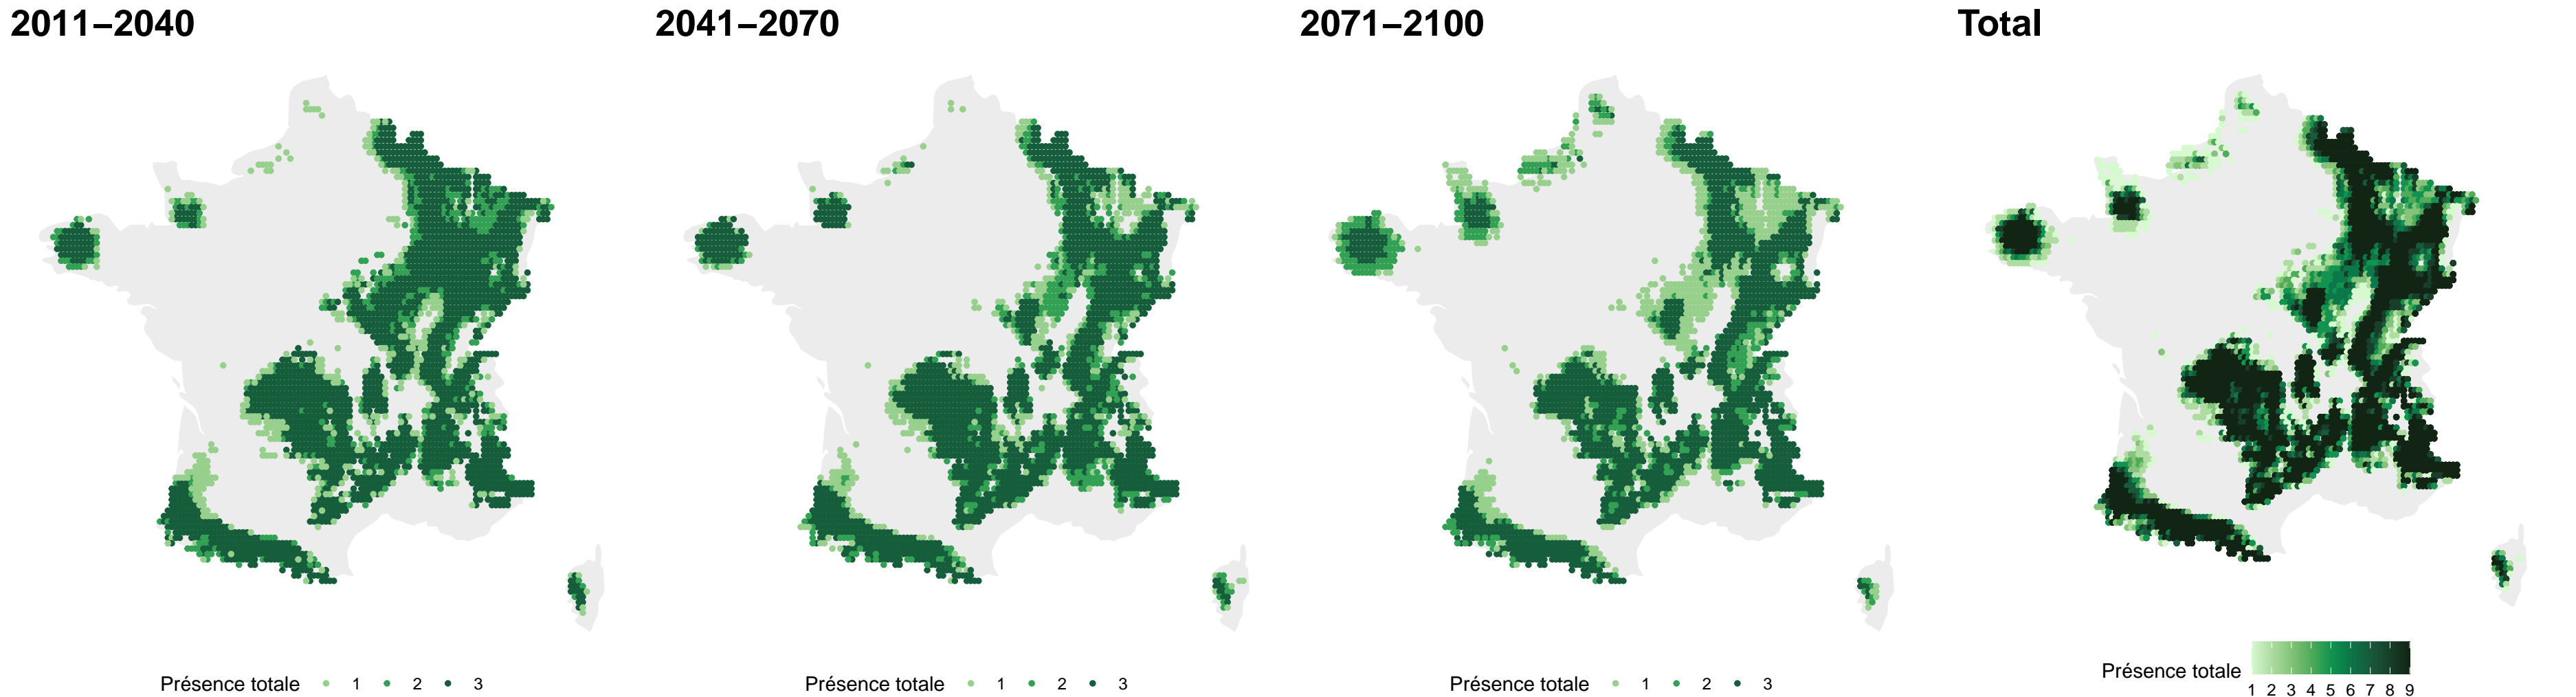 2011–2040
2041–2070
2071–2100
Total
Présence totale 1 2 3
Présence totale 1 2 3
Présence totale 1 2 3
Présence totale
1 2 3 4 5 6 7 8 9